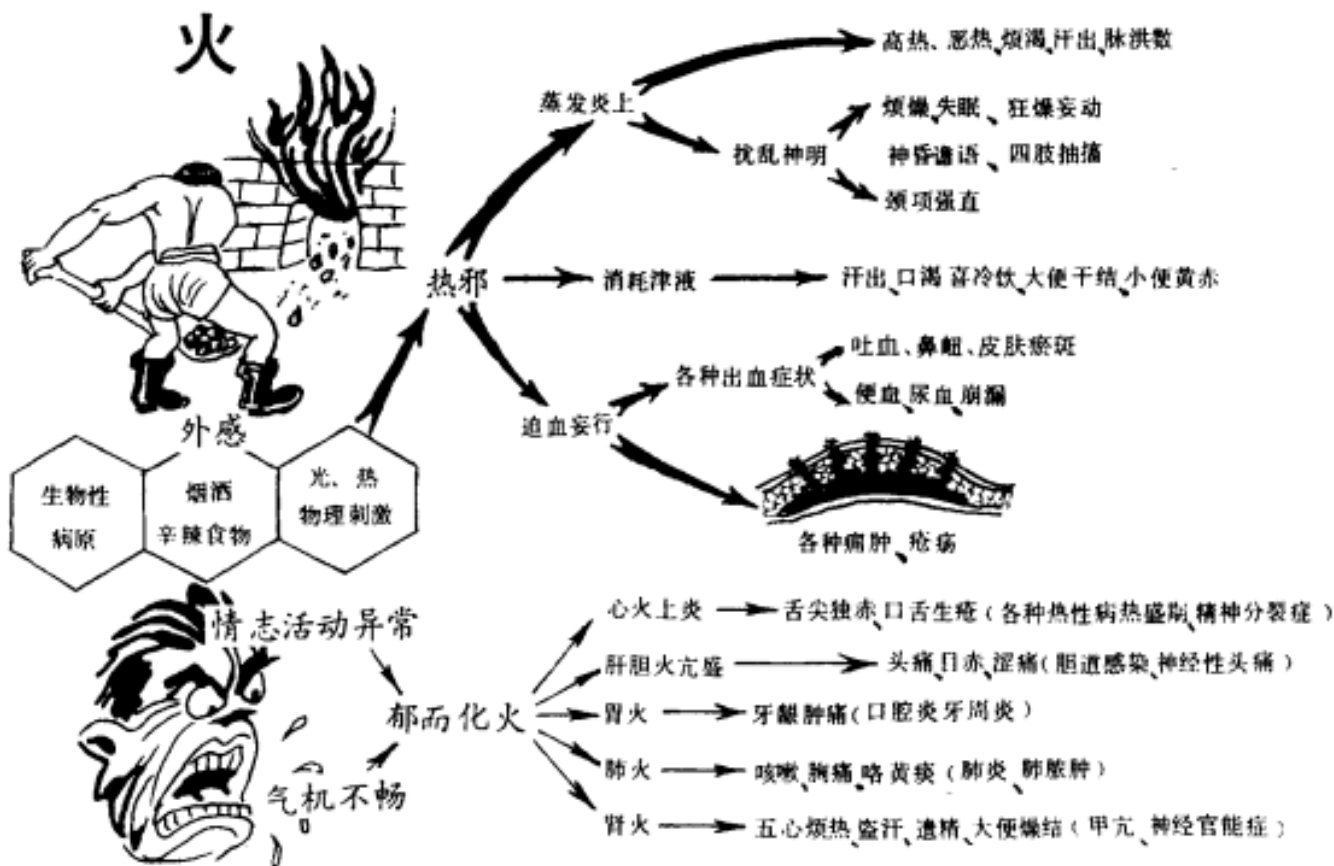 火
高热、恶热、烦渴、汗出、脉洪数
蒸发炎上
烦燥、失眠、狂燥妄动
扰乱神明
神昏谵语、四肢抽搐
颈项强直
热邪
消耗津液
汗出、口渴喜冷饮、大便干结、小便黄赤
吐血、鼻衄、皮肤瘀斑
各种出血症状
便血、尿血、崩漏
迫血妄行
外感
生物性
病原
烟酒
辛辣食物
光、热
物理刺激
各种痈肿、疮疡
情志活动异常
心火上炎
舌尖独赤、口舌生疮(各种热性病热盛期、精神分裂症)
肝胆火亢盛
头痛、目赤、涩痛(胆道感染、神经性头痛)
郁而化火
胃火
牙龈肿痛(口腔炎牙周炎)
肺火
咳嗽、胸痛、咯黄痰(肺炎、肺脓肿)
气机不畅
肾火
五心烦热、盗汗、遗精、大便燥结(甲亢、神经官能症)